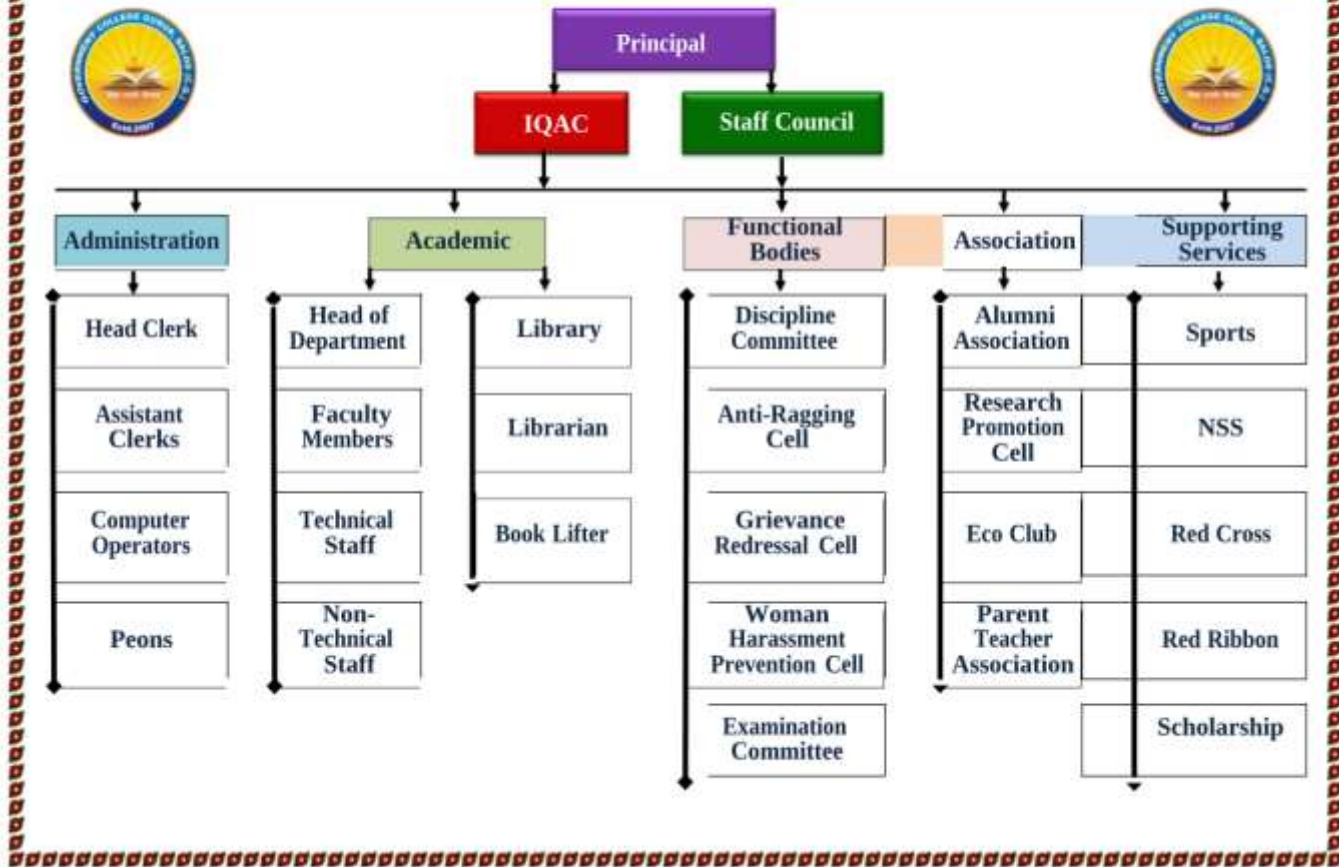 Principal
IQAC
Staff Council
Administration
Academic
Functional
Bodies
Association
Supporting
Services
Head Clerk
Assistant
Clerks
Computer
Operators
Peons
Head of
Department
Faculty
Members
Technical
Staff
Non-
Technical
Staff
Library
Librarian
Book Lifter
Discipline
Committee
Anti-Ragging
Cell
Grievance
Redressal Cell
Woman
Harassment
Prevention Cell
Examination
Committee
Alumni
Association
Research
Promotion
Cell
Eco Club
Parent
Teacher
Association
Sports
NSS
Red Cross
Red Ribbon
Scholarship